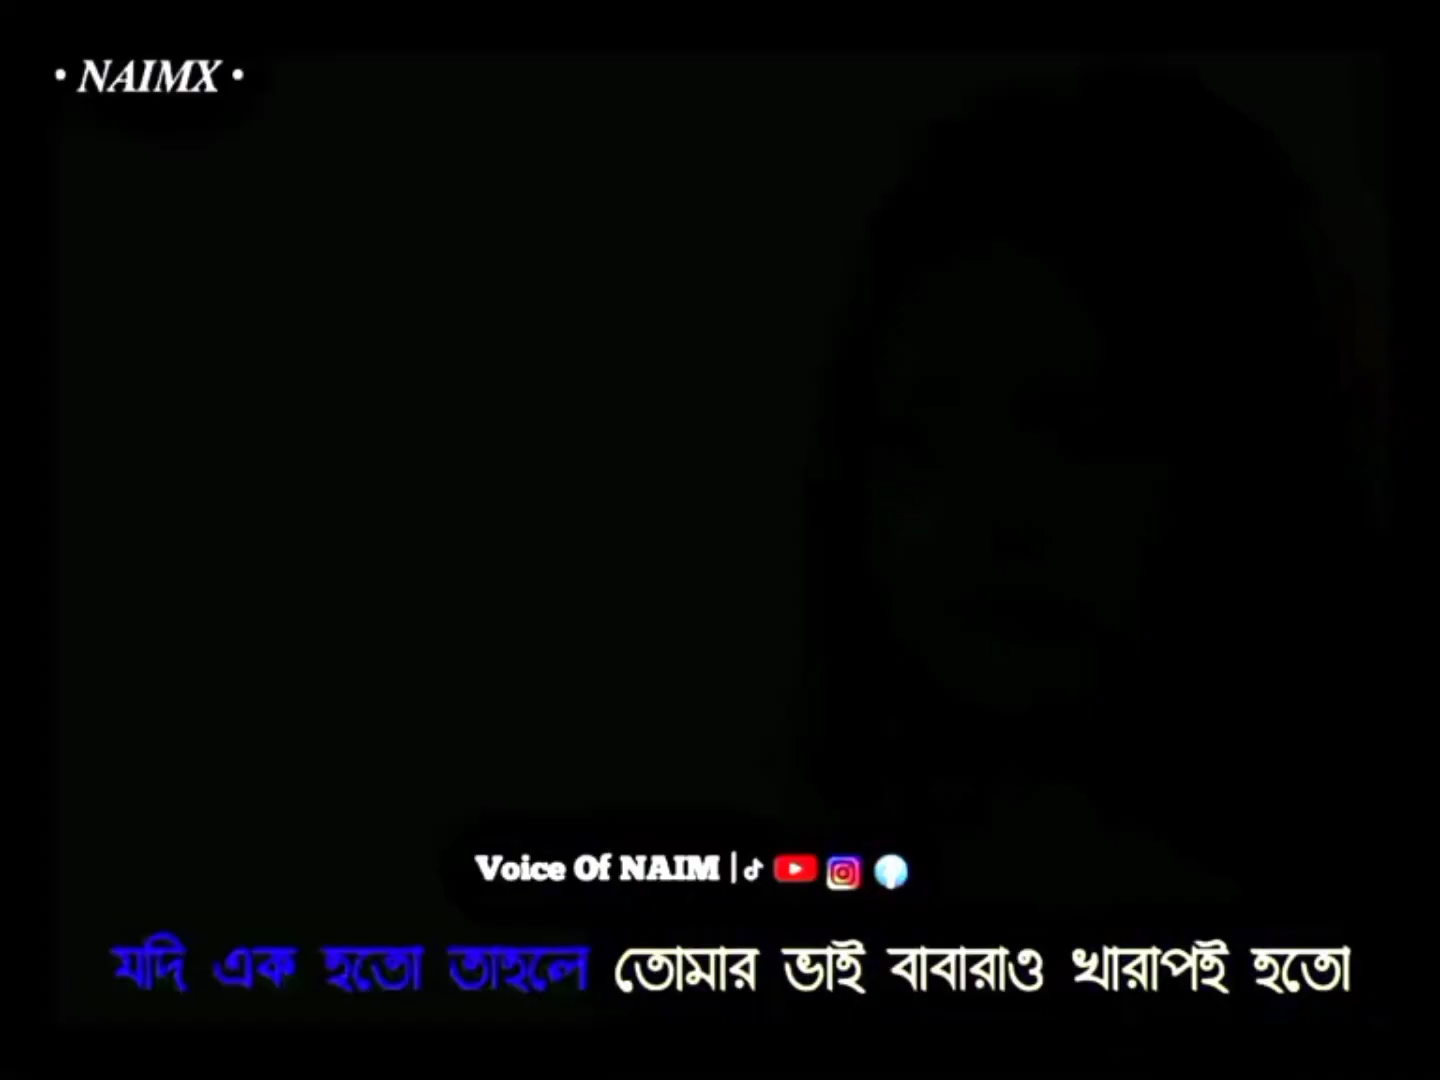 • NAIMX •
Voice Of NAIM |
যদি এক হতো তাহলে তোমার ভাই বাবারাও খারাপই হতো